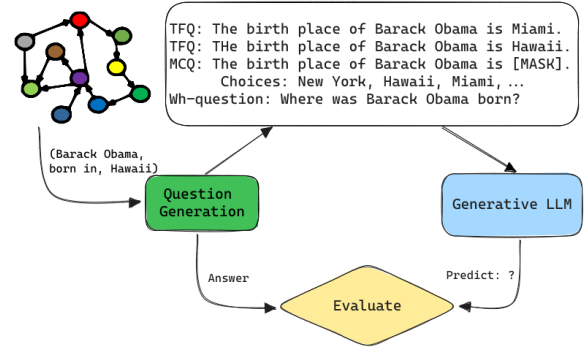 TFQ: The birth place of Barack Obama is Miami.
TFQ: THe birth place of Barack Obama is Hawaii.
MCQ: The birth place of Barack Obama is [MASK].
Choices: New York, Hawaii, Miami, ...
Wh-question: Where was Barack Obama born?
(Barack Obama,
born in, Hawaii)
Question
Generation
Generative LLM
Answer
Predict: ?
Evaluate